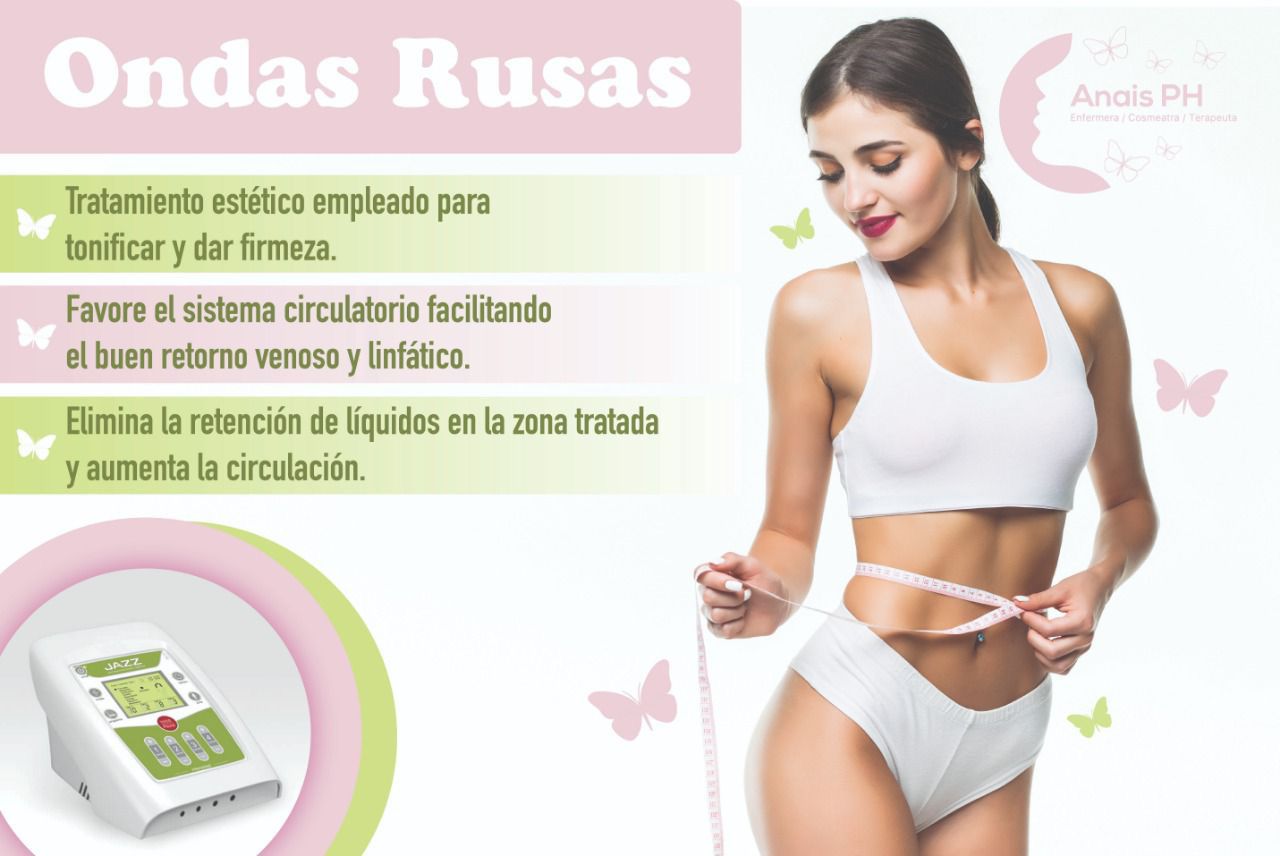 Ondas Rusas
Anais PH
Enfermera / Cosmeatra / Terapeuta
Tratamiento estético empleado para
tonificar y dar firmeza.
Favore el sistema circulatorio facilitando
el buen retorno venoso y linfático.
Elimina la retención de líquidos en la zona tratada
y aumenta la circulación.
JAZZ